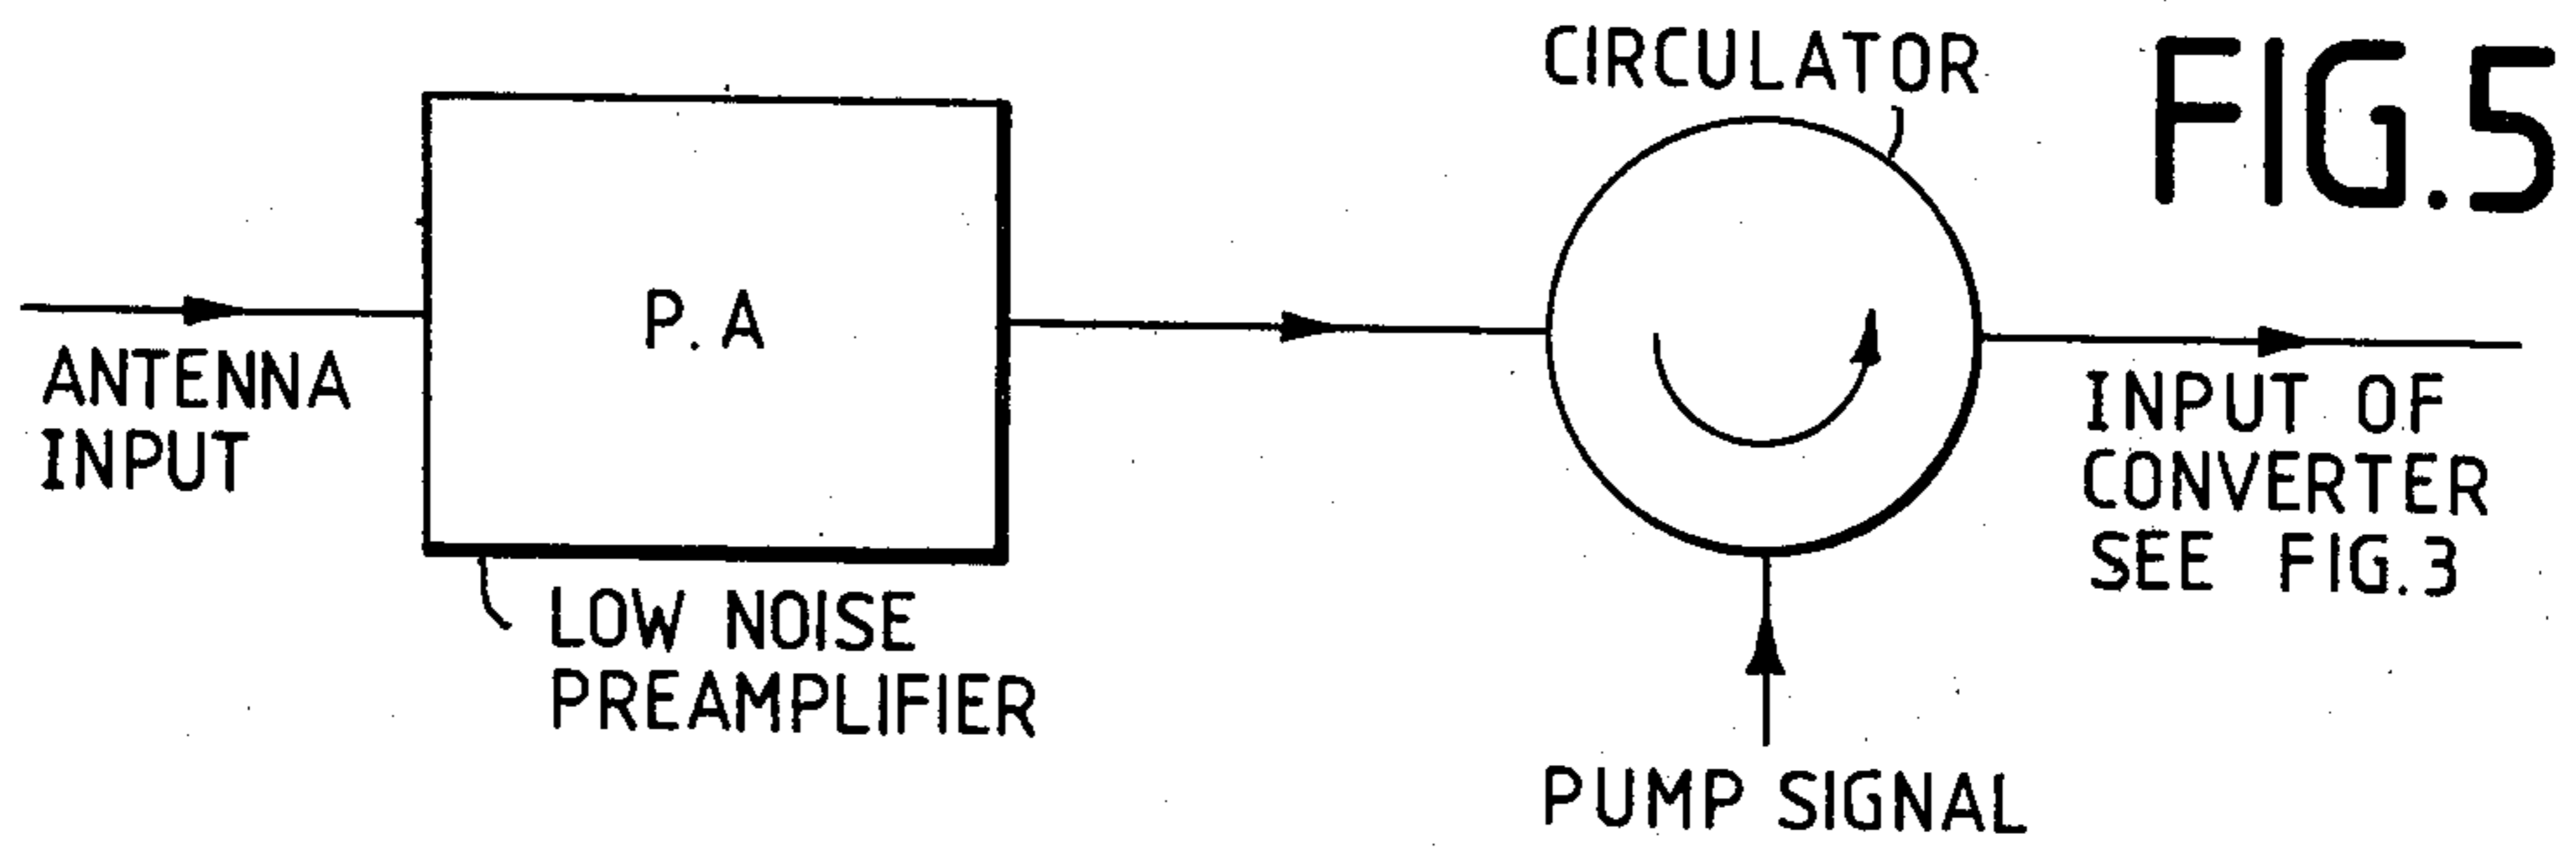 CIRCULATOR
FIG.5
P. A
ANTENNA
INPUT
INPUT OF
CONVERTER
SEE FIG.3
LOW NOISE
PREAMPLIFIER
PUMP SIGNAL